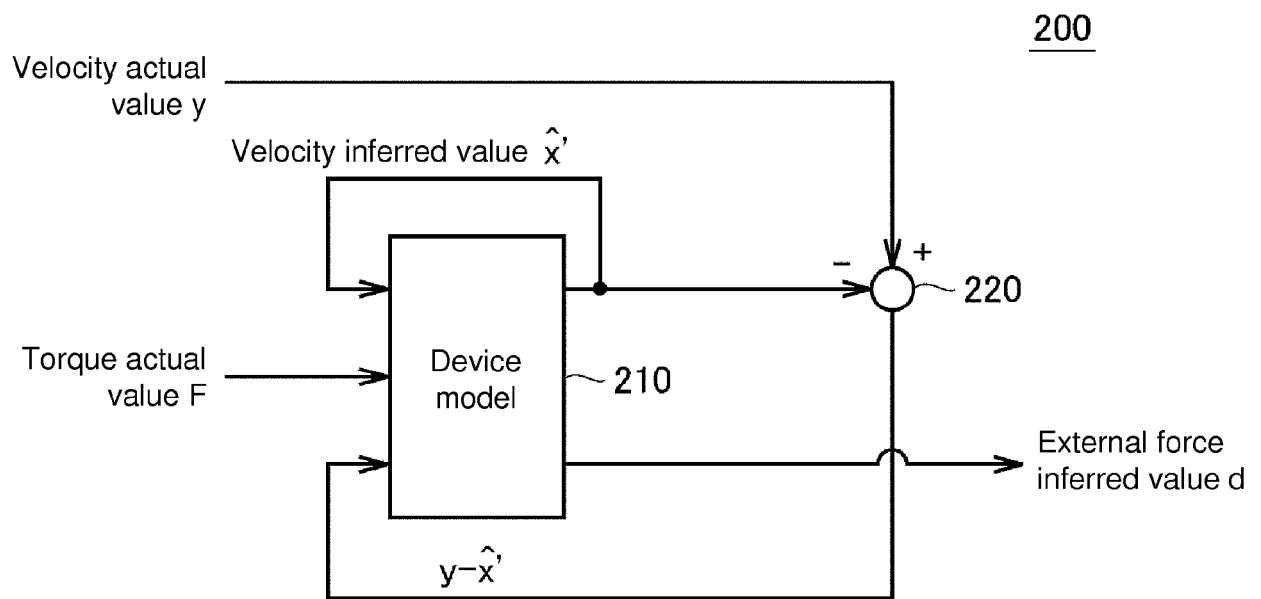 200
Velocity actual
value y
Velocity inferred value x̂'
+
-
220
Torque actual
value F
Device
model
210
External force
inferred value d
y-x̂'